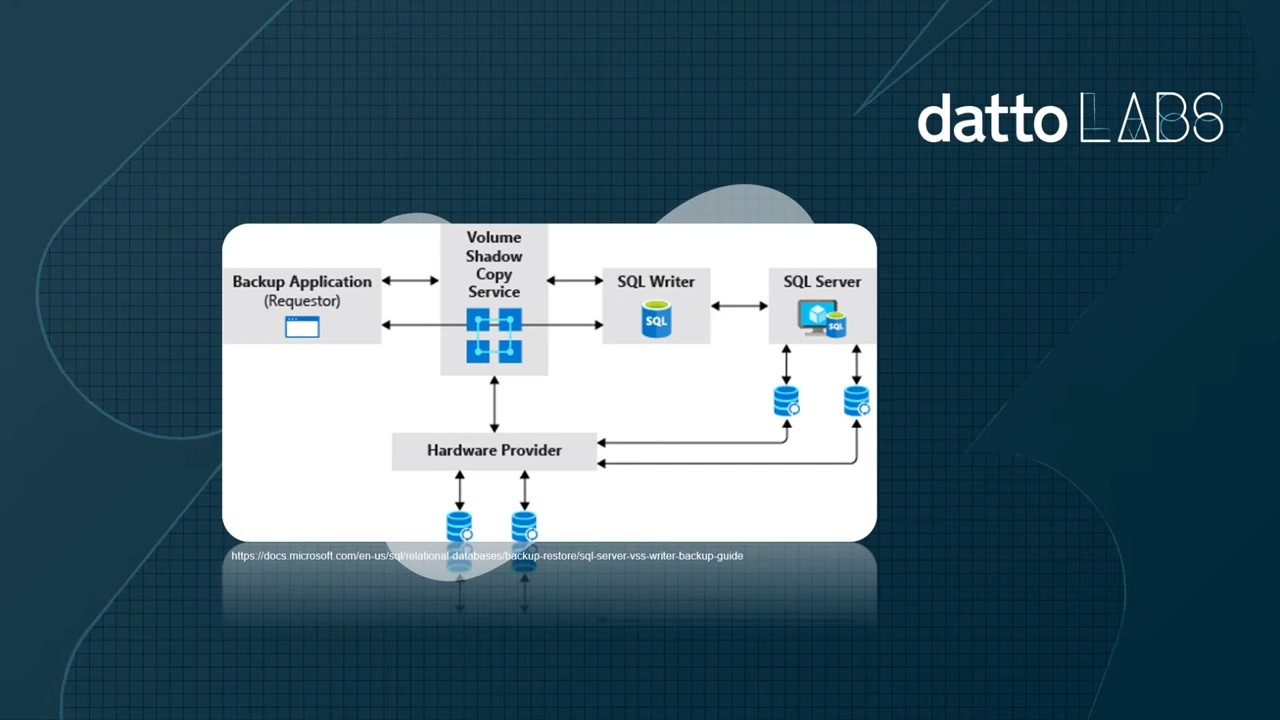 datto LABS
Volume
Shadow
Copy
Service
Backup Application
(Requestor)
SQL Writer
SQL
SQL Server
SQL
Hardware Provider
https://docs.microsoft.com/en-us/sql/relational-databases/backup-restore/sql-server-vss-writer-backup-guide